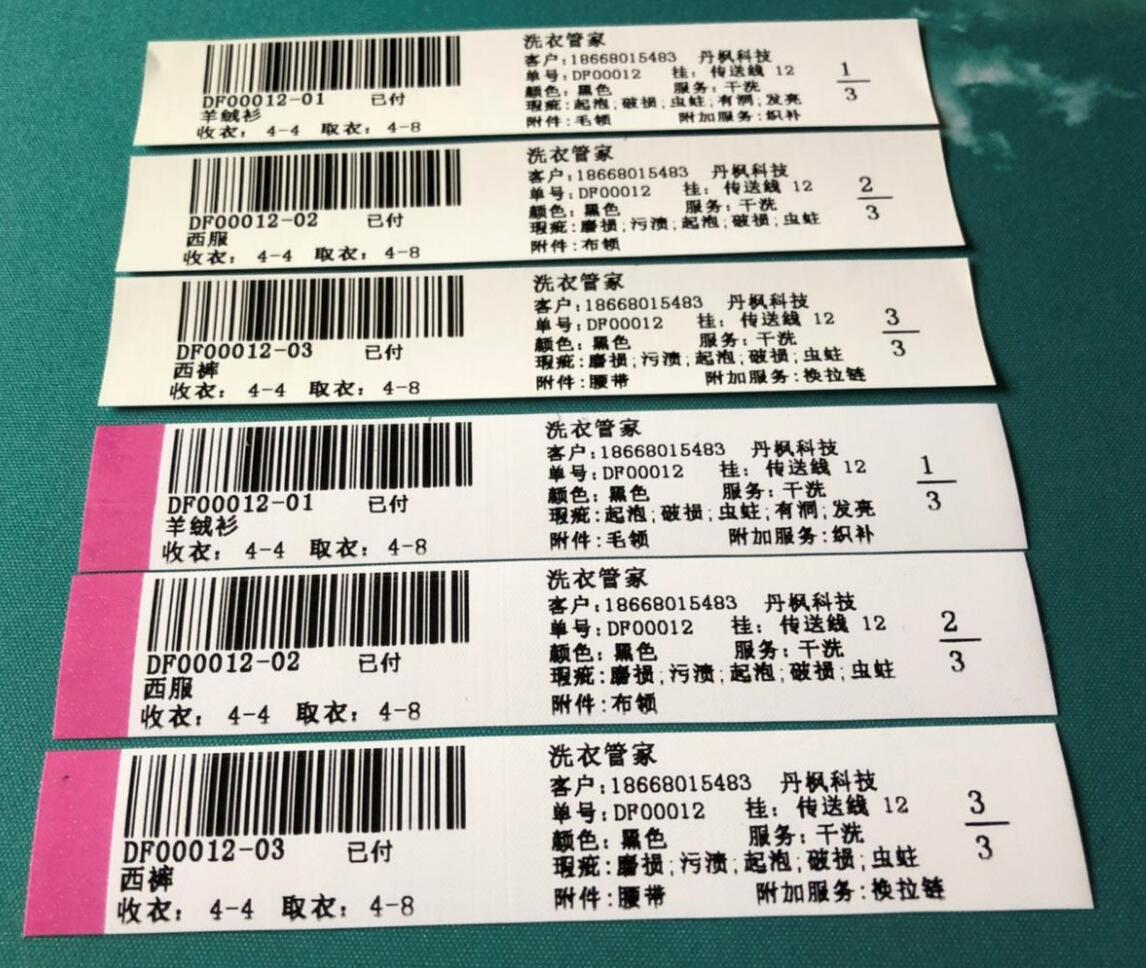 DF00012-01 已付
羊绒衫
收衣： 4-4 取衣： 4-8
洗衣管家
客户:18668015483 丹枫科技
单号:DF00012 挂： 传送线 12
颜色：黑色 服务：干洗
瑕疵:起泡;破损;虫蛀;有洞;发亮
附件:毛领 附加服务:织补
1
3
DF00012-02 已付
西服
收衣： 4-4 取衣： 4-8
洗衣管家
客户:18668015483 丹枫科技
单号:DF00012 挂： 传送线 12
颜色：黑色 服务：干洗
瑕疵:磨损;污渍;起泡;破损;虫蛀
附件:布领
2
3
DF00012-03 已付
西裤
收衣： 4-4 取衣： 4-8
洗衣管家
客户:18668015483 丹枫科技
单号:DF00012 挂： 传送线 12
颜色：黑色 服务：干洗
瑕疵:磨损;污渍;起泡;破损;虫蛀
附件:腰带 附加服务:换拉链
3
3
DF00012-01 已付
羊绒衫
收衣： 4-4 取衣： 4-8
洗衣管家
客户:18668015483 丹枫科技
单号:DF00012 挂： 传送线 12
颜色：黑色 服务：干洗
瑕疵:起泡;破损;虫蛀;有洞;发亮
附件:毛领 附加服务:织补
1
3
DF00012-02 已付
西服
收衣： 4-4 取衣： 4-8
洗衣管家
客户:18668015483 丹枫科技
单号:DF00012 挂： 传送线 12
颜色：黑色 服务：干洗
瑕疵:磨损;污渍;起泡;破损;虫蛀
附件:布领
2
3
DF00012-03 已付
西裤
收衣： 4-4 取衣： 4-8
洗衣管家
客户:18668015483 丹枫科技
单号:DF00012 挂： 传送线 12
颜色：黑色 服务：干洗
瑕疵:磨损;污渍;起泡;破损;虫蛀
附件:腰带 附加服务:换拉链
3
3